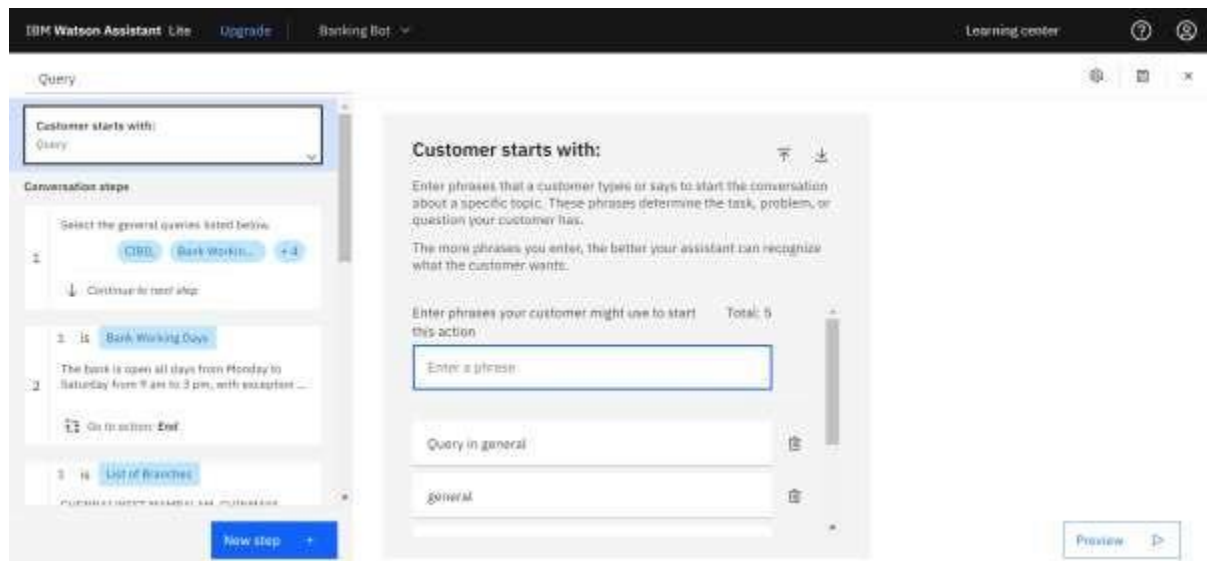 IBM Watson Assistant Lite Upgrade Banking Bot Learning center
Query
Customer starts with:
Query
Conversation steps
1
Select the general queries listed below.
CIBIL Bank Workin... +4
Continue to next step
2
1 is Bank Working Days
The bank is open all days from Monday to
Saturday from 9 am to 3 pm, with exception ...
Go to action: End
1 is List of Branches
New step +
Customer starts with:
Enter phrases that a customer types or says to start the conversation
about a specific topic. These phrases determine the task, problem, or
question your customer has.
The more phrases you enter, the better your assistant can recognize
what the customer wants.
Enter phrases your customer might use to start Total: 5
this action
Enter a phrase
Query in general
general
Preview